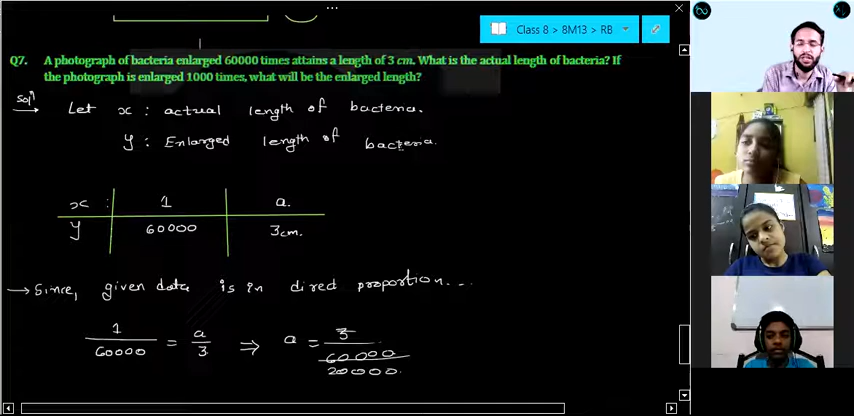 ...
Class 8 > 8M13 > RB
Q7. A photograph of bacteria enlarged 60000 times attains a length of 3 cm. What is the actual length of bacteria? If
the photograph is enlarged 1000 times, what will be the enlarged length?
Solⁿ
→ Let x : actual length of bacteria.
y : Enlarged length of bacteria.
x : 1 a.
y 60000 3cm.
→ Since, given data is in direct proportion...
1/60000 = a/3 ⇒ a = 3/60000
20000.